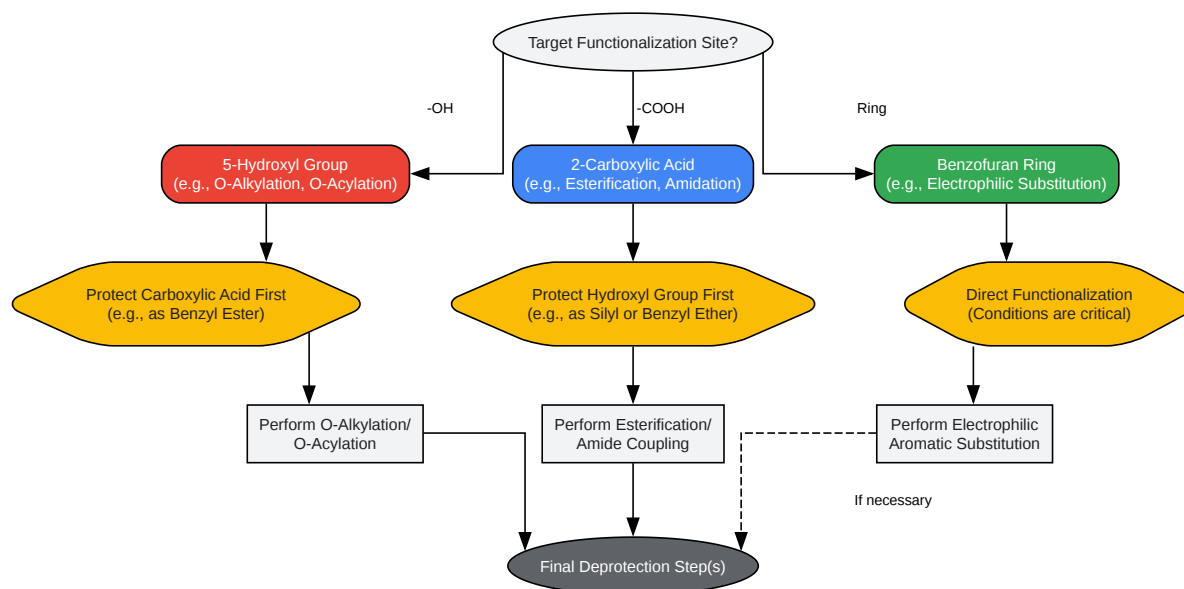 Target Functionalization Site?
-OH
-COOH
Ring
5-Hydroxyl Group
(e.g., O-Alkylation, O-Acylation)
2-Carboxylic Acid
(e.g., Esterification, Amidation)
Benzofuran Ring
(e.g., Electrophilic Substitution)
Protect Carboxylic Acid First
(e.g., as Benzyl Ester)
Protect Hydroxyl Group First
(e.g., as Silyl or Benzyl Ether)
Direct Functionalization
(Conditions are critical)
Perform O-Alkylation/
O-Acylation
Perform Esterification/
Amide Coupling
Perform Electrophilic
Aromatic Substitution
If necessary
Final Deprotection Step(s)